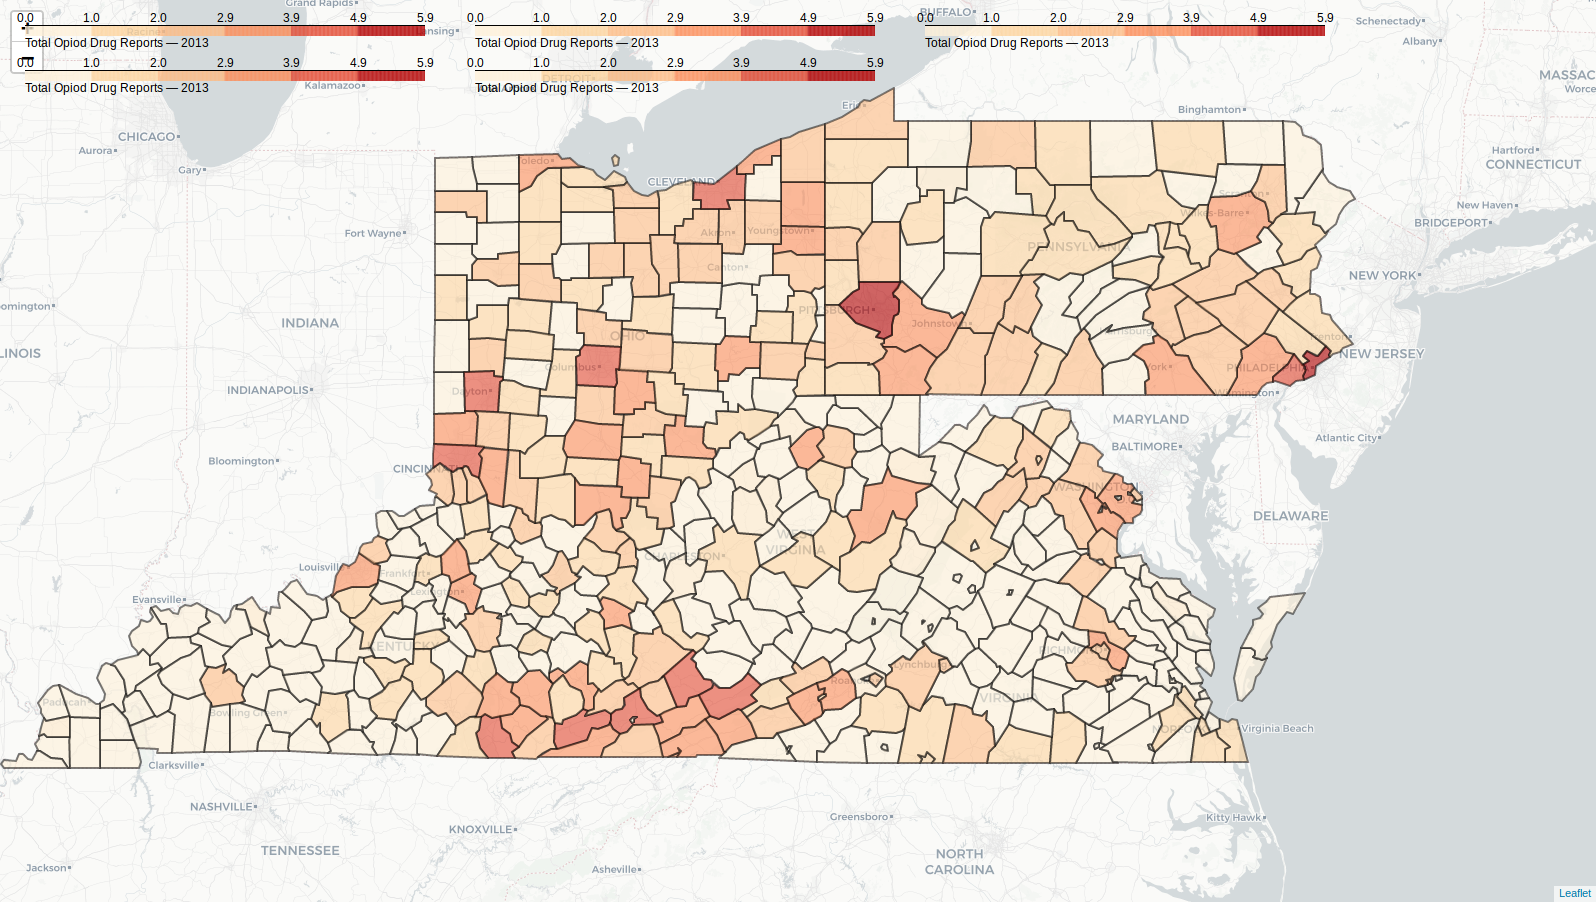 Grand Rapids
BUFFALO
0.0 1.0 2.0 2.9 3.9 4.9 5.9
0.0 1.0 2.0 2.9 3.9 4.9 5.9
0.0 1.0 2.0 2.9 3.9 4.9 5.9
Schenectady
+
Racine
nsing
Albany
Total Opiod Drug Reports — 2013
Total Opiod Drug Reports — 2013
Total Opiod Drug Reports — 2013
0.0 1.0 2.0 2.9 3.9 4.9 5.9
0.0 1.0 2.0 2.9 3.9 4.9 5.9
MASSAC
DETROIT
Kalamazoo
Total Opiod Drug Reports — 2013
Total Opiod Drug Reports — 2013
Worce
Erie
Binghamton
CHICAGO
Aurora
Hartford
CONNECTICUT
Toledo
Gary
CLEVELAND
Scranton
New Haven
Wilkes-Barre
BRIDGEPORT
Fort Wayne
Akron
Youngstown
PENNSYLVANIA
Canton
NEW YORK
oomington
PITTSBURGH
INDIANA
Johnstown
Harrisburg
OHIO
Trenton
LINOIS
NEW JERSEY
Columbus
York
PHILADELPHIA
INDIANAPOLIS
Dayton
Wilmington
MARYLAND
Atlantic City
BALTIMORE
Bloomington
CINCINNATI
WASHINGTON
DELAWARE
WEST
VIRGINIA
CHARLESTON
Louisville
Frankfort
Lexington
Evansville
KENTUCKY
RICHMOND
Lynchburg
Roanoke
VIRGINIA
Paducah
Bowling Green
NORFOLK
Virginia Beach
Clarksville
NASHVILLE
Greensboro
Kitty Hawk
KNOXVILLE
TENNESSEE
NORTH
CAROLINA
Jackson
Asheville
Leaflet